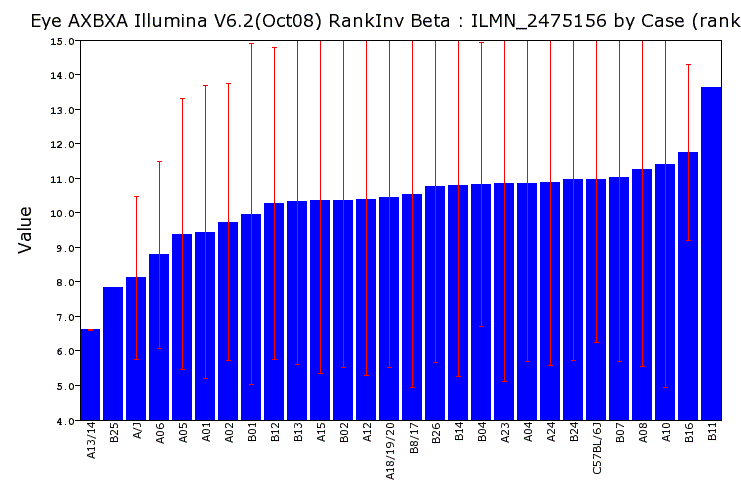 Eye AXBXA Illumina V6.2(Oct08) RankInv Beta : ILMN_2475156 by Case (rank
Value
15.0
14.0
13.0
12.0
11.0
10.0
9.0
8.0
7.0
6.0
5.0
4.0
A13/14
B25
A/J
A06
A05
A01
A02
B01
B12
B13
A15
B02
A12
A18/19/20
B8/17
B26
B14
B04
A23
A04
A24
B24
C57BL/6J
B07
A08
A10
B16
B11